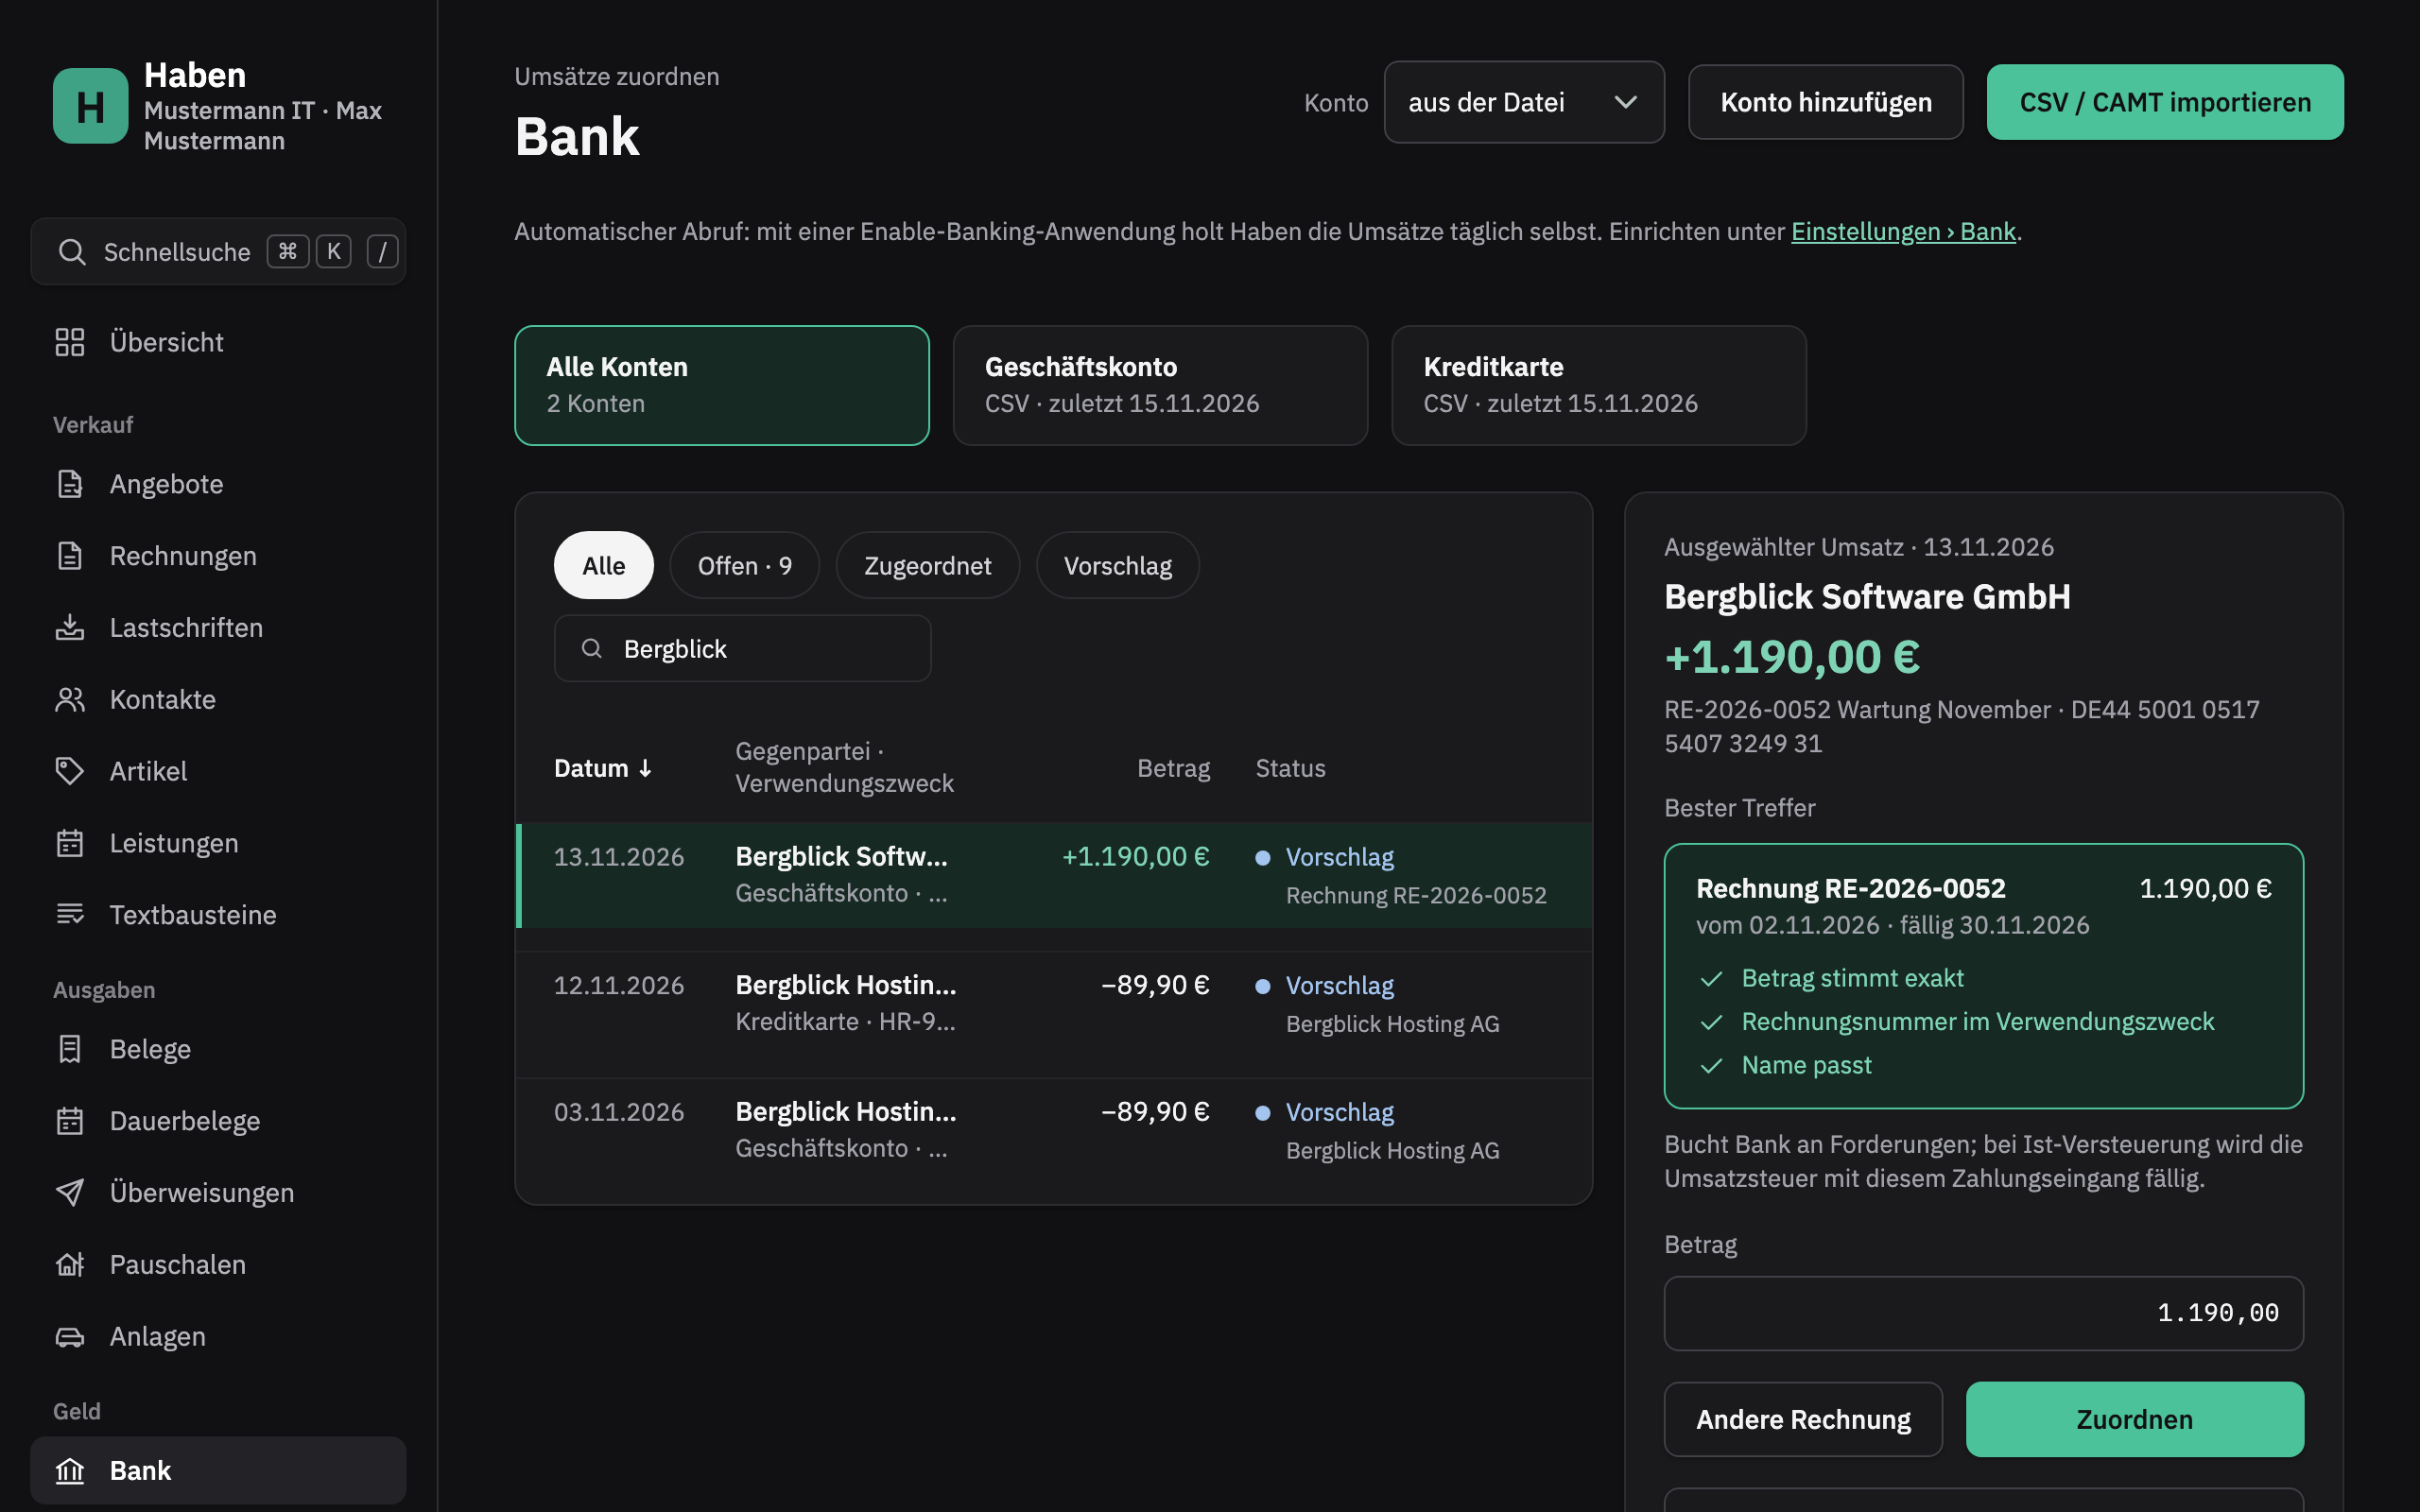 H
Haben
Mustermann IT · Max
Mustermann
Schnellsuche ⌘ K /
Übersicht
Verkauf
Angebote
Rechnungen
Lastschriften
Kontakte
Artikel
Leistungen
Textbausteine
Ausgaben
Belege
Dauerbelege
Überweisungen
Pauschalen
Anlagen
Geld
Bank
Umsätze zuordnen
Bank
Konto aus der Datei Konto hinzufügen CSV / CAMT importieren
Automatischer Abruf: mit einer Enable-Banking-Anwendung holt Haben die Umsätze täglich selbst. Einrichten unter Einstellungen › Bank.
Alle Konten
2 Konten
Geschäftskonto
CSV · zuletzt 15.11.2026
Kreditkarte
CSV · zuletzt 15.11.2026
Alle Offen · 9 Zugeordnet Vorschlag
Bergblick
Datum ↓ Gegenpartei · Verwendungszweck Betrag Status
13.11.2026 Bergblick Softw... +1.190,00 € Vorschlag
Geschäftskonto · ... Rechnung RE-2026-0052
12.11.2026 Bergblick Hostin... −89,90 € Vorschlag
Kreditkarte · HR-9... Bergblick Hosting AG
03.11.2026 Bergblick Hostin... −89,90 € Vorschlag
Geschäftskonto · ... Bergblick Hosting AG
Ausgewählter Umsatz · 13.11.2026
Bergblick Software GmbH
+1.190,00 €
RE-2026-0052 Wartung November · DE44 5001 0517
5407 3249 31
Bester Treffer
Rechnung RE-2026-0052 1.190,00 €
vom 02.11.2026 · fällig 30.11.2026
Betrag stimmt exakt
Rechnungsnummer im Verwendungszweck
Name passt
Bucht Bank an Forderungen; bei Ist-Versteuerung wird die
Umsatzsteuer mit diesem Zahlungseingang fällig.
Betrag
1.190,00
Andere Rechnung Zuordnen